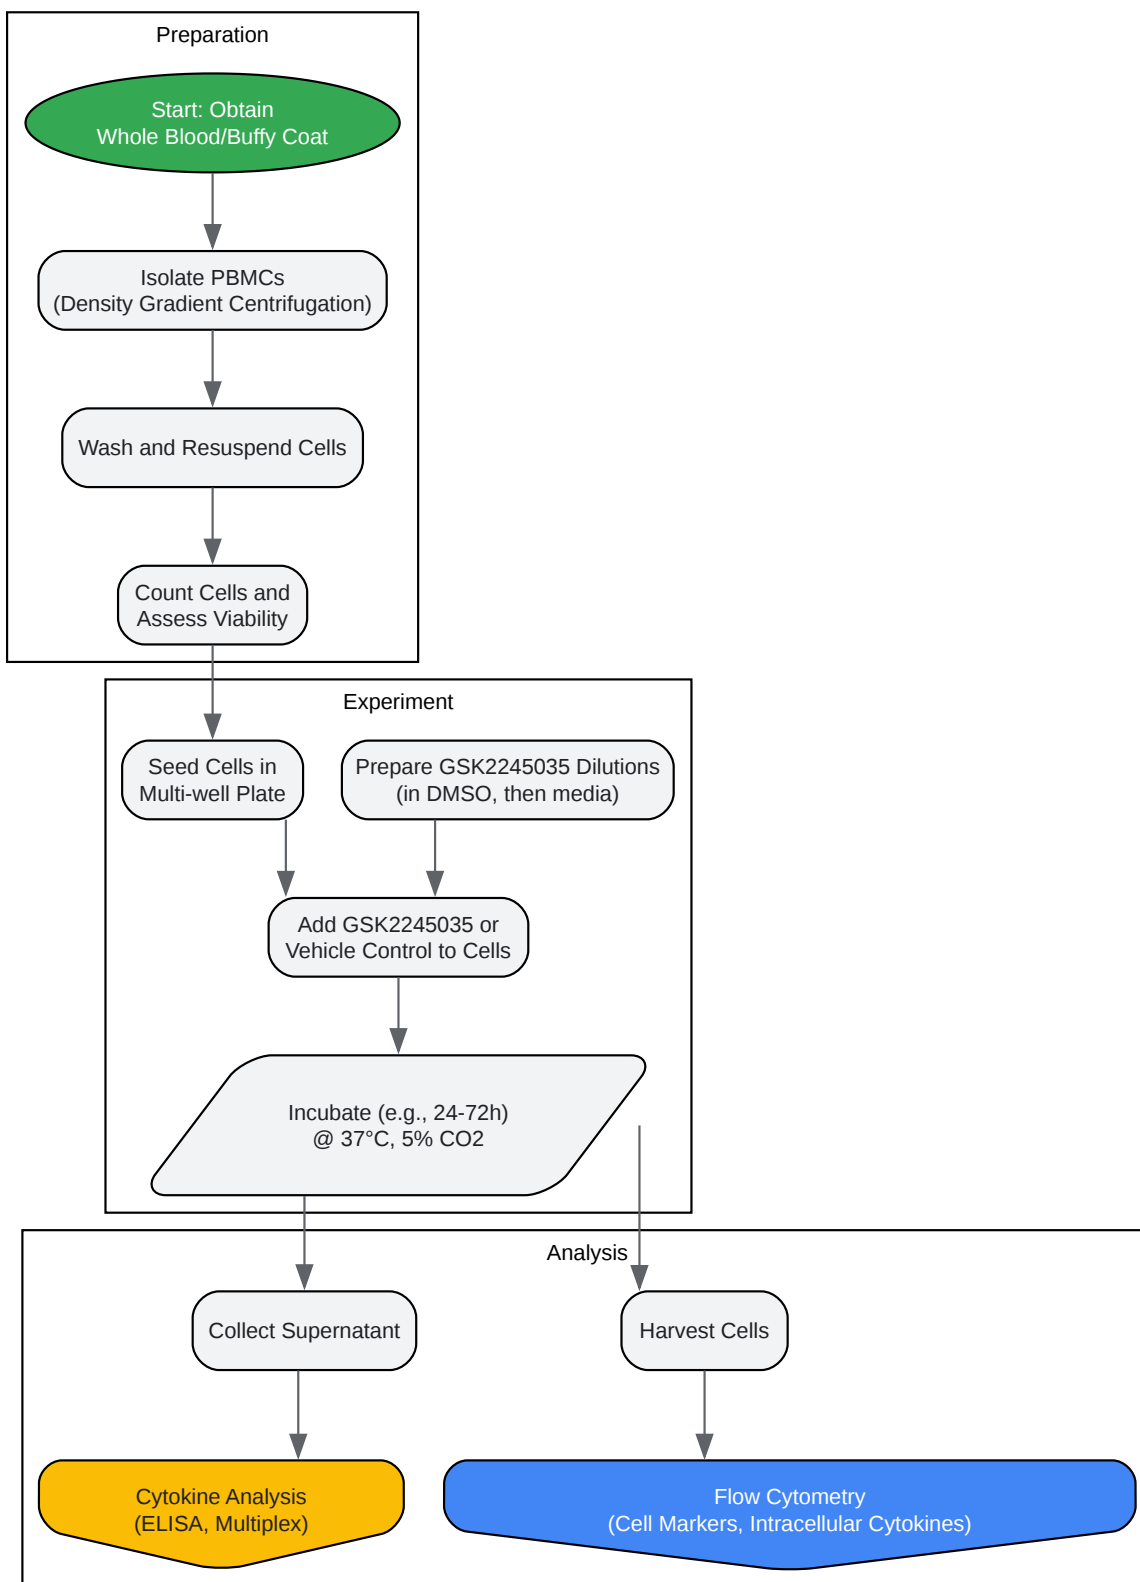 Preparation
Start: Obtain
Whole Blood/Buffy Coat
Isolate PBMCs
(Density Gradient Centrifugation)
Wash and Resuspend Cells
Count Cells and
Assess Viability
Experiment
Seed Cells in
Multi-well Plate
Prepare GSK2245035 Dilutions
(in DMSO, then media)
Add GSK2245035 or
Vehicle Control to Cells
Incubate (e.g., 24-72h)
@ 37°C, 5% CO2
Analysis
Collect Supernatant
Harvest Cells
Cytokine Analysis
(ELISA, Multiplex)
Flow Cytometry
(Cell Markers, Intracellular Cytokines)